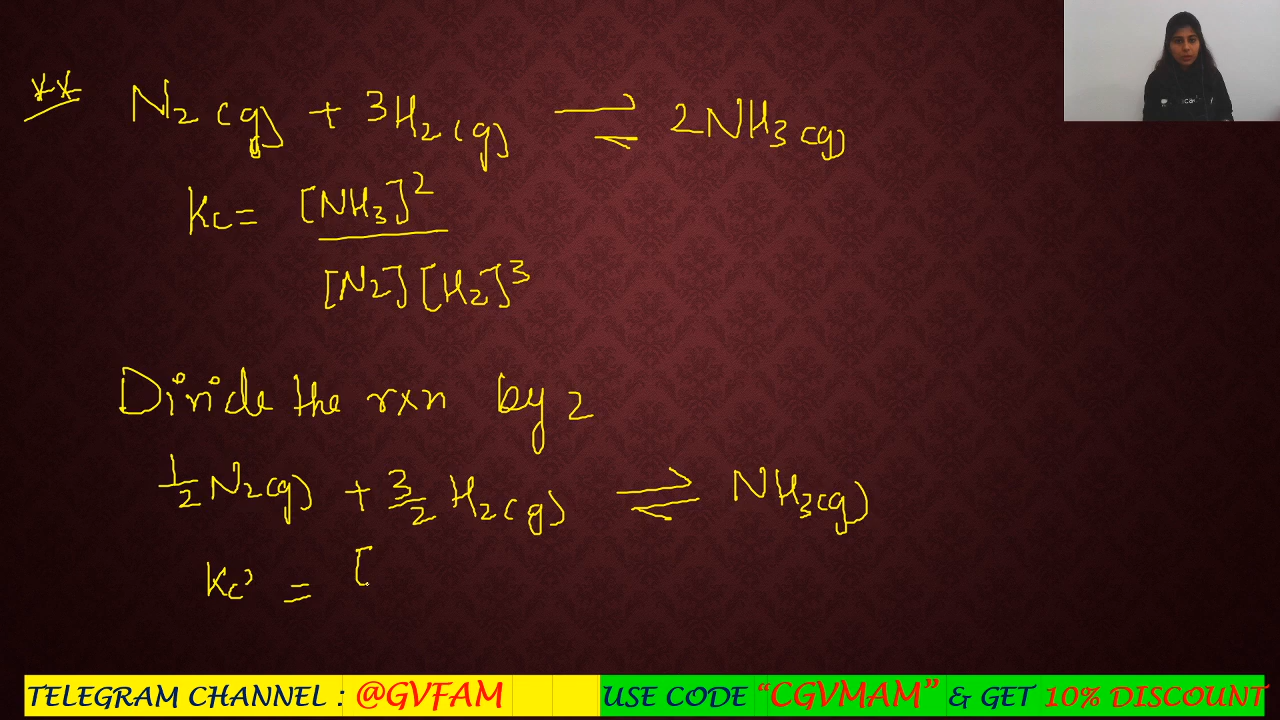 ** N2(g) + 3H2(g) ⇌ 2NH3(g)
Kc = [NH3]^2
[N2][H2]^3
Divide the rxn by 2
1/2 N2(g) + 3/2 H2(g) ⇌ NH3(g)
Kc' = [
TELEGRAM CHANNEL : @GVFAM USE CODE “CGVMAM” & GET 10% DISCOUNT